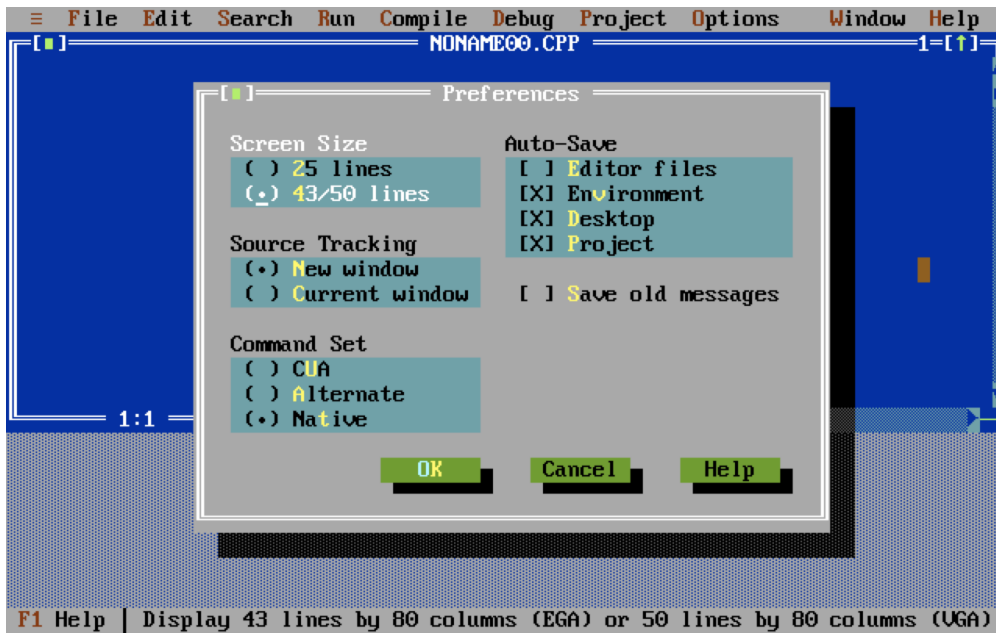 ≡ File Edit Search Run Compile Debug Project Options Window Help
[■] NONAME00.CPP 1=[↑]
[■] Preferences
Screen Size
( ) 25 lines
(•) 43/50 lines
Source Tracking
(•) New window
( ) Current window
Command Set
( ) CUA
( ) Alternate
(•) Native
Auto-Save
[ ] Editor files
[X] Environment
[X] Desktop
[X] Project
[ ] Save old messages
OK Cancel Help
1:1
F1 Help | Display 43 lines by 80 columns (EGA) or 50 lines by 80 columns (VGA)